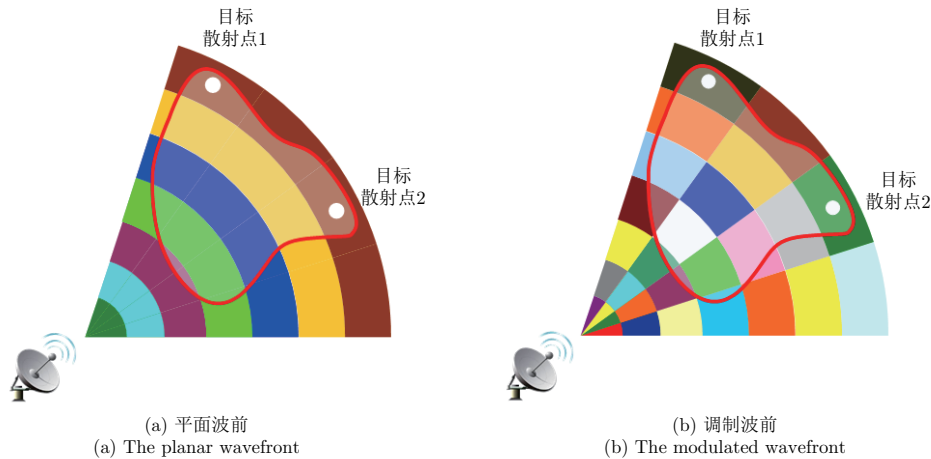 目标
散射点1
目标
散射点2
(a) 平面波前
(a) The planar wavefront
目标
散射点1
目标
散射点2
(b) 调制波前
(b) The modulated wavefront